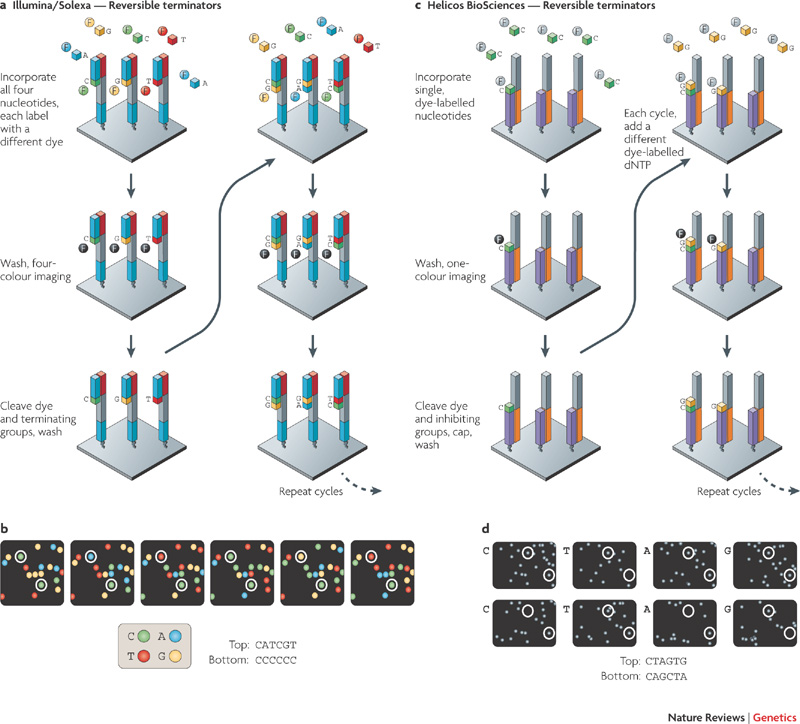 a Illumina/Solexa — Reversible terminators
F G
F C
F T
F A
F A
Incorporate
all four
nucleotides,
each label
with a
different dye
C G T
F F F
F G
F C
F A
F T
G A T
C G C
F F F
Wash, four-
colour imaging
C G T
F F F
C G T
G A C
F F F
Cleave dye
and terminating
groups, wash
C G T
C G T
G A C
Repeat cycles
c Helicos BioSciences — Reversible terminators
F C
F C
F C
F C
F C
Incorporate
single,
dye-labelled
nucleotides
F
C
F G
F G
F G
F G
Each cycle,
add a
different
dye-labelled
dNTP
F G F G
C
Wash, one-
colour imaging
F
C
F G F G
C
Cleave dye
and inhibiting
groups, cap,
wash
C
G G
C
Repeat cycles
b
C A
T G
Top: CATCGT
Bottom: CCCCCC
d
C T A G
C T A G
Top: CTAGTG
Bottom: CAGCTA
Nature Reviews | Genetics